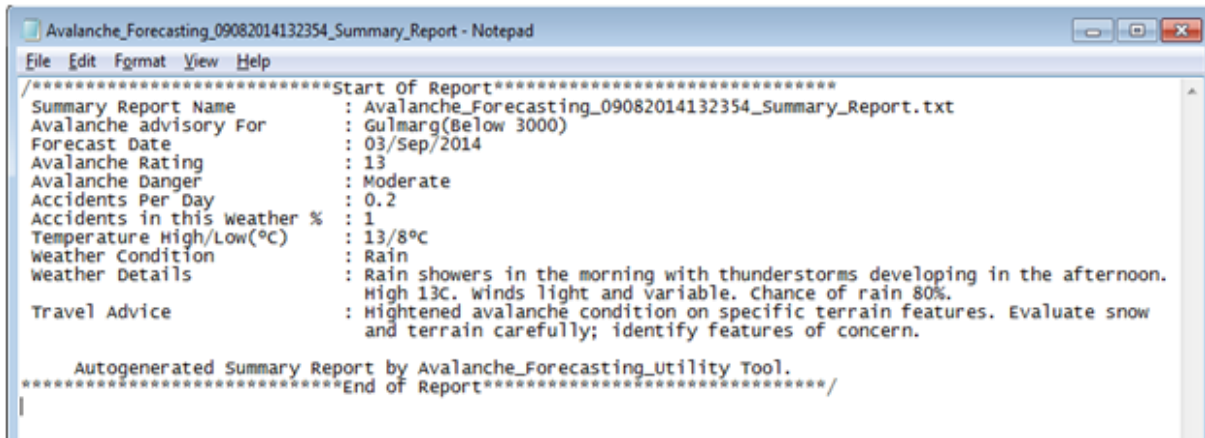 Avalanche_Forecasting_09082014132354_Summary_Report - Notepad
File Edit Format View Help
/*****************************Start Of Report********************************
Summary Report Name : Avalanche_Forecasting_09082014132354_Summary_Report.txt
Avalanche advisory For : Gulmarg(Below 3000)
Forecast Date : 03/Sep/2014
Avalanche Rating : 13
Avalanche Danger : Moderate
Accidents Per Day : 0.2
Accidents in this Weather % : 1
Temperature High/Low(ºC) : 13/8ºC
Weather Condition : Rain
Weather Details : Rain showers in the morning with thunderstorms developing in the afternoon.
High 13C. Winds light and variable. Chance of rain 80%.
Travel Advice : Hightened avalanche condition on specific terrain features. Evaluate snow
and terrain carefully; identify features of concern.
Autogenerated Summary Report by Avalanche_Forecasting_Utility Tool.
******************************End of Report********************************/